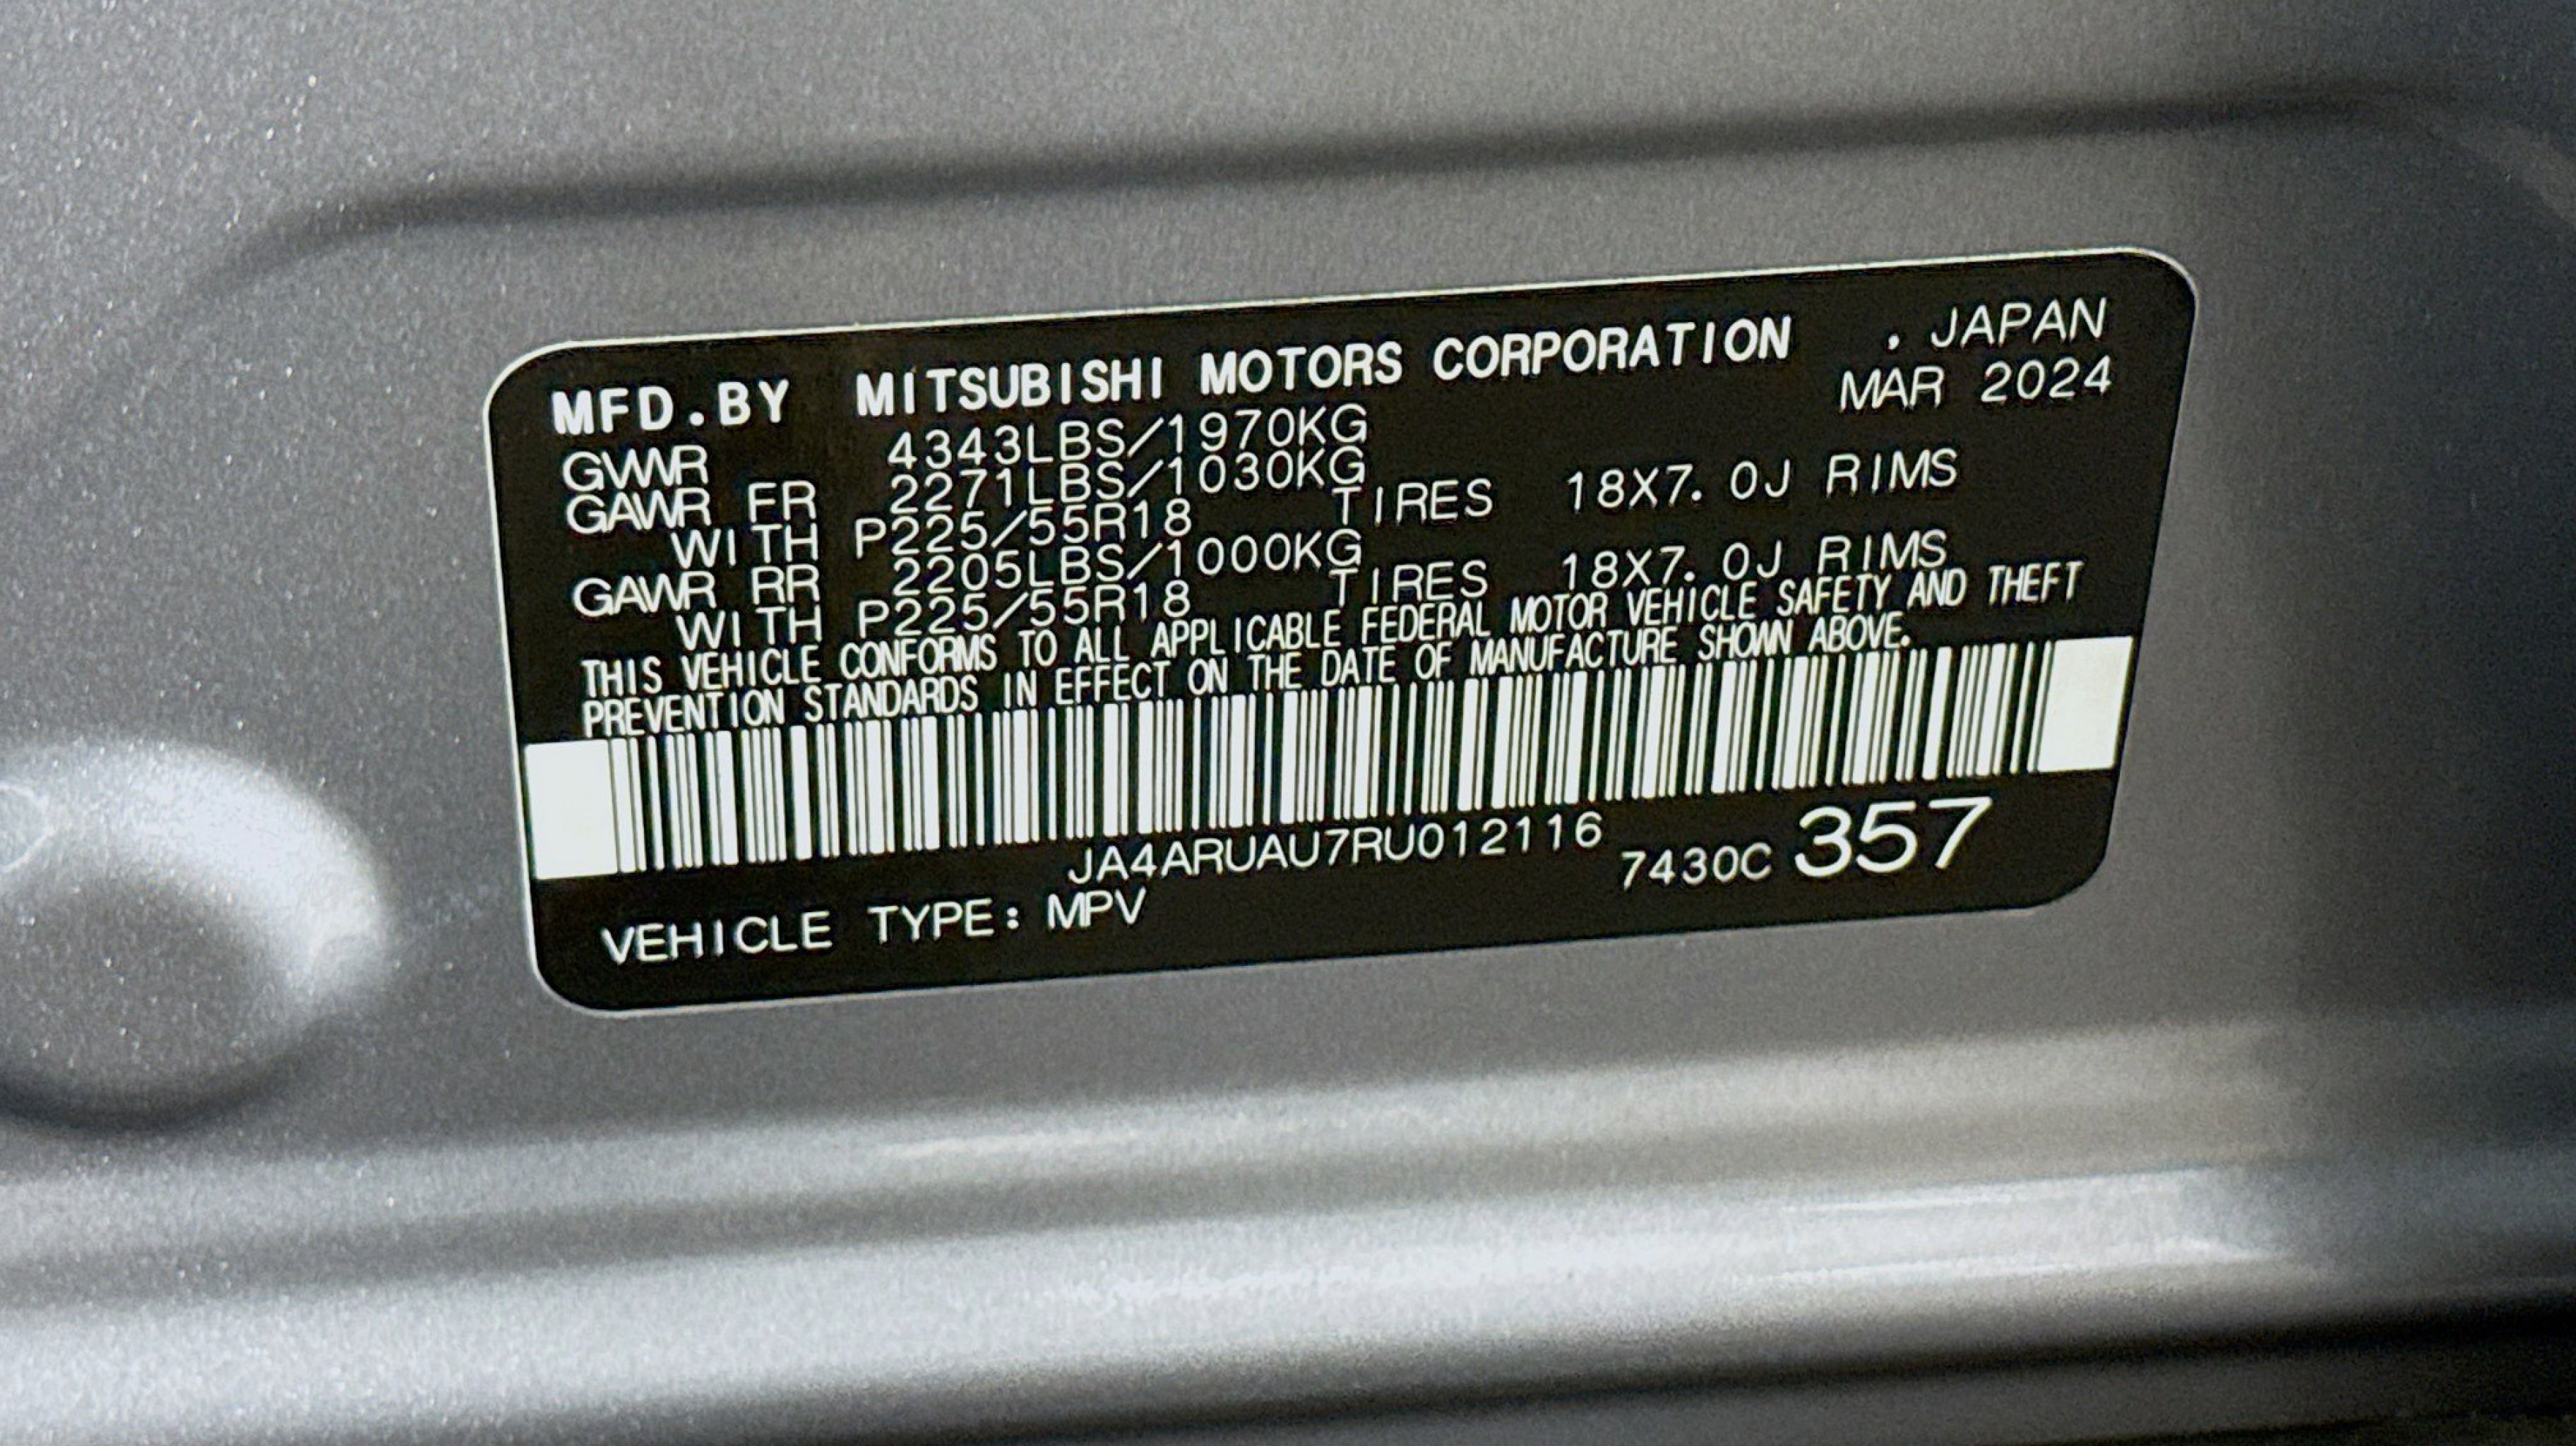 MFD.BY MITSUBISHI MOTORS CORPORATION . JAPAN
MAR 2024
GVWR 4343LBS/1970KG
GAWR FR 2271LBS/1030KG
WITH P225/55R18 TIRES 18X7.0J RIMS
GAWR RR 2205LBS/1000KG
WITH P225/55R18 TIRES 18X7.0J RIMS
THIS VEHICLE CONFORMS TO ALL APPLICABLE FEDERAL MOTOR VEHICLE SAFETY AND THEFT
PREVENTION STANDARDS IN EFFECT ON THE DATE OF MANUFACTURE SHOWN ABOVE.
JA4ARUAU7RU012116 7430C 357
VEHICLE TYPE: MPV